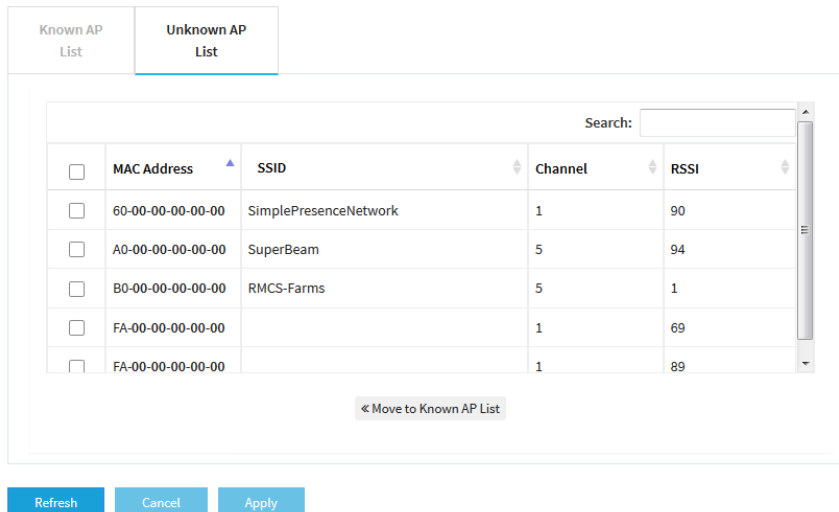 Known AP
List
Unknown AP
List
Search:
MAC Address SSID Channel RSSI
60-00-00-00-00-00 SimplePresenceNetwork 1 90
A0-00-00-00-00-00 SuperBeam 5 94
B0-00-00-00-00-00 RMCS-Farms 5 1
FA-00-00-00-00-00 1 69
FA-00-00-00-00-00 1 89
« Move to Known AP List
Refresh Cancel Apply